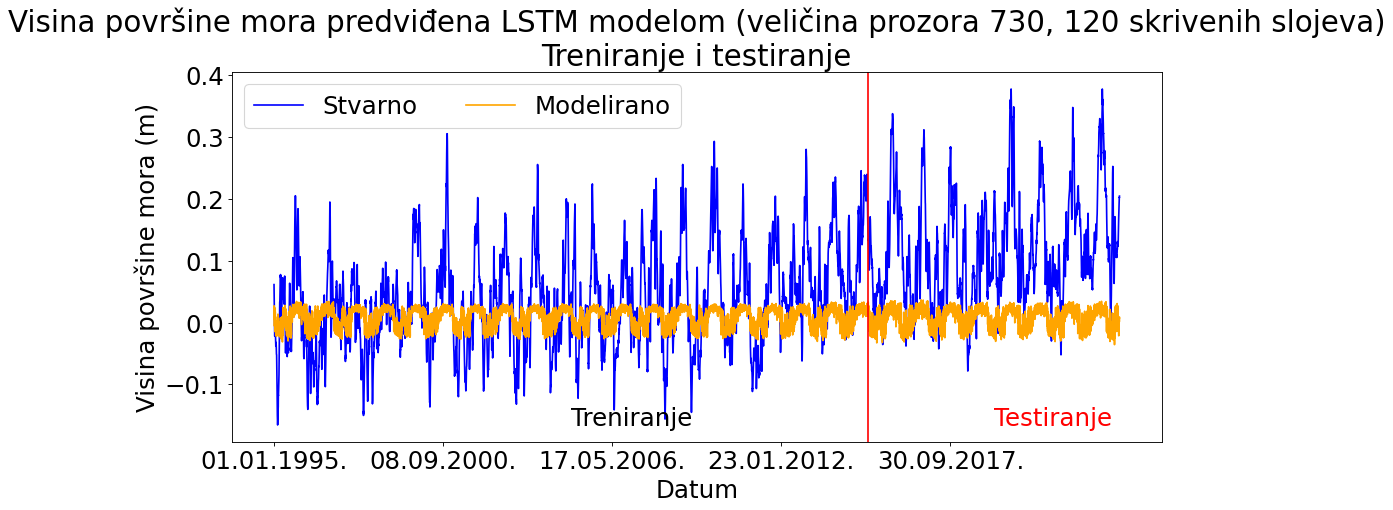 Visina površine mora predviđena LSTM modelom (veličina prozora 730, 120 skrivenih slojeva)
Treniranje i testiranje
Stvarno
Modelirano
Visina površine mora (m)
0.4
0.3
0.2
0.1
0.0
−0.1
Treniranje
Testiranje
01.01.1995.
08.09.2000.
17.05.2006.
23.01.2012.
30.09.2017.
Datum